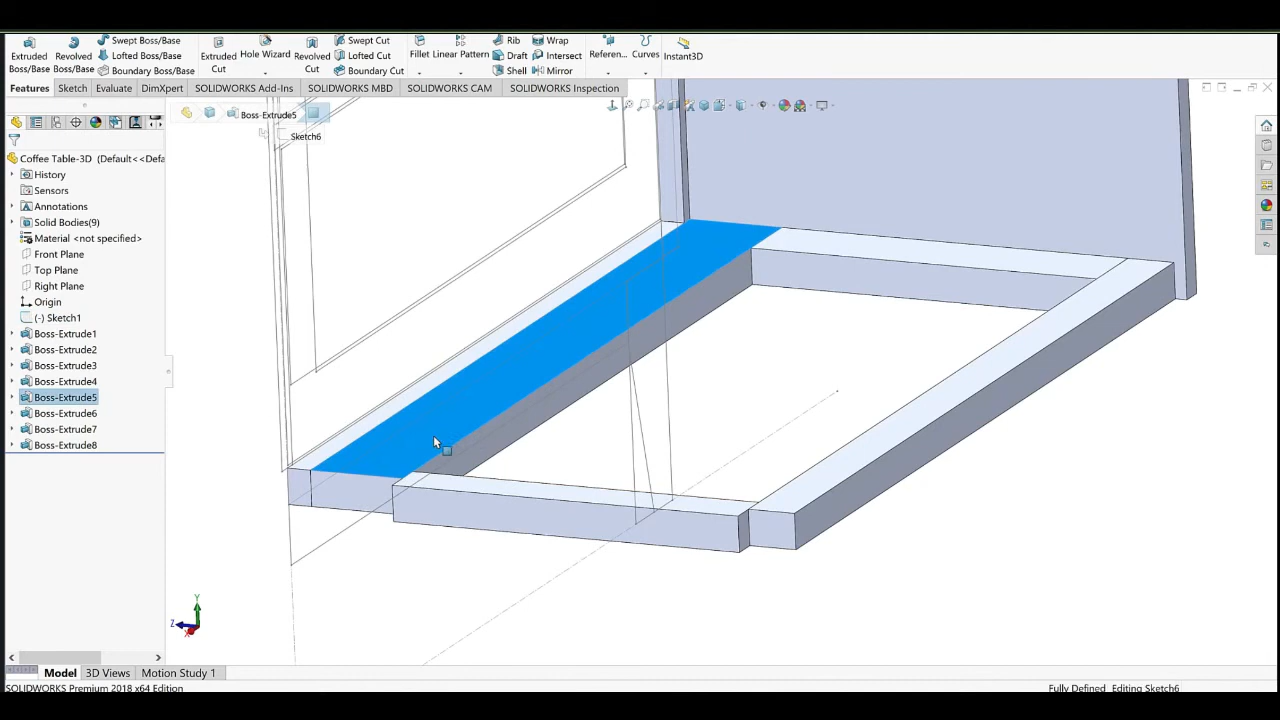 Extruded Boss/Base
Revolved Boss/Base
Swept Boss/Base
Lofted Boss/Base
Boundary Boss/Base
Extruded Cut
Hole Wizard
Revolved Cut
Swept Cut
Lofted Cut
Boundary Cut
Fillet
Linear Pattern
Rib
Draft
Shell
Wrap
Intersect
Mirror
Referen...
Curves
Instant3D
Features
Sketch
Evaluate
DimXpert
SOLIDWORKS Add-Ins
SOLIDWORKS MBD
SOLIDWORKS CAM
SOLIDWORKS Inspection
Boss-Extrude5
Sketch6
Coffee Table-3D (Default<<Defa
History
Sensors
Annotations
Solid Bodies(9)
Material <not specified>
Front Plane
Top Plane
Right Plane
Origin
(-) Sketch1
Boss-Extrude1
Boss-Extrude2
Boss-Extrude3
Boss-Extrude4
Boss-Extrude5
Boss-Extrude6
Boss-Extrude7
Boss-Extrude8
Y
Z
X
Model
3D Views
Motion Study 1
SOLIDWORKS Premium 2018 x64 Edition
Fully Defined Editing Sketch6